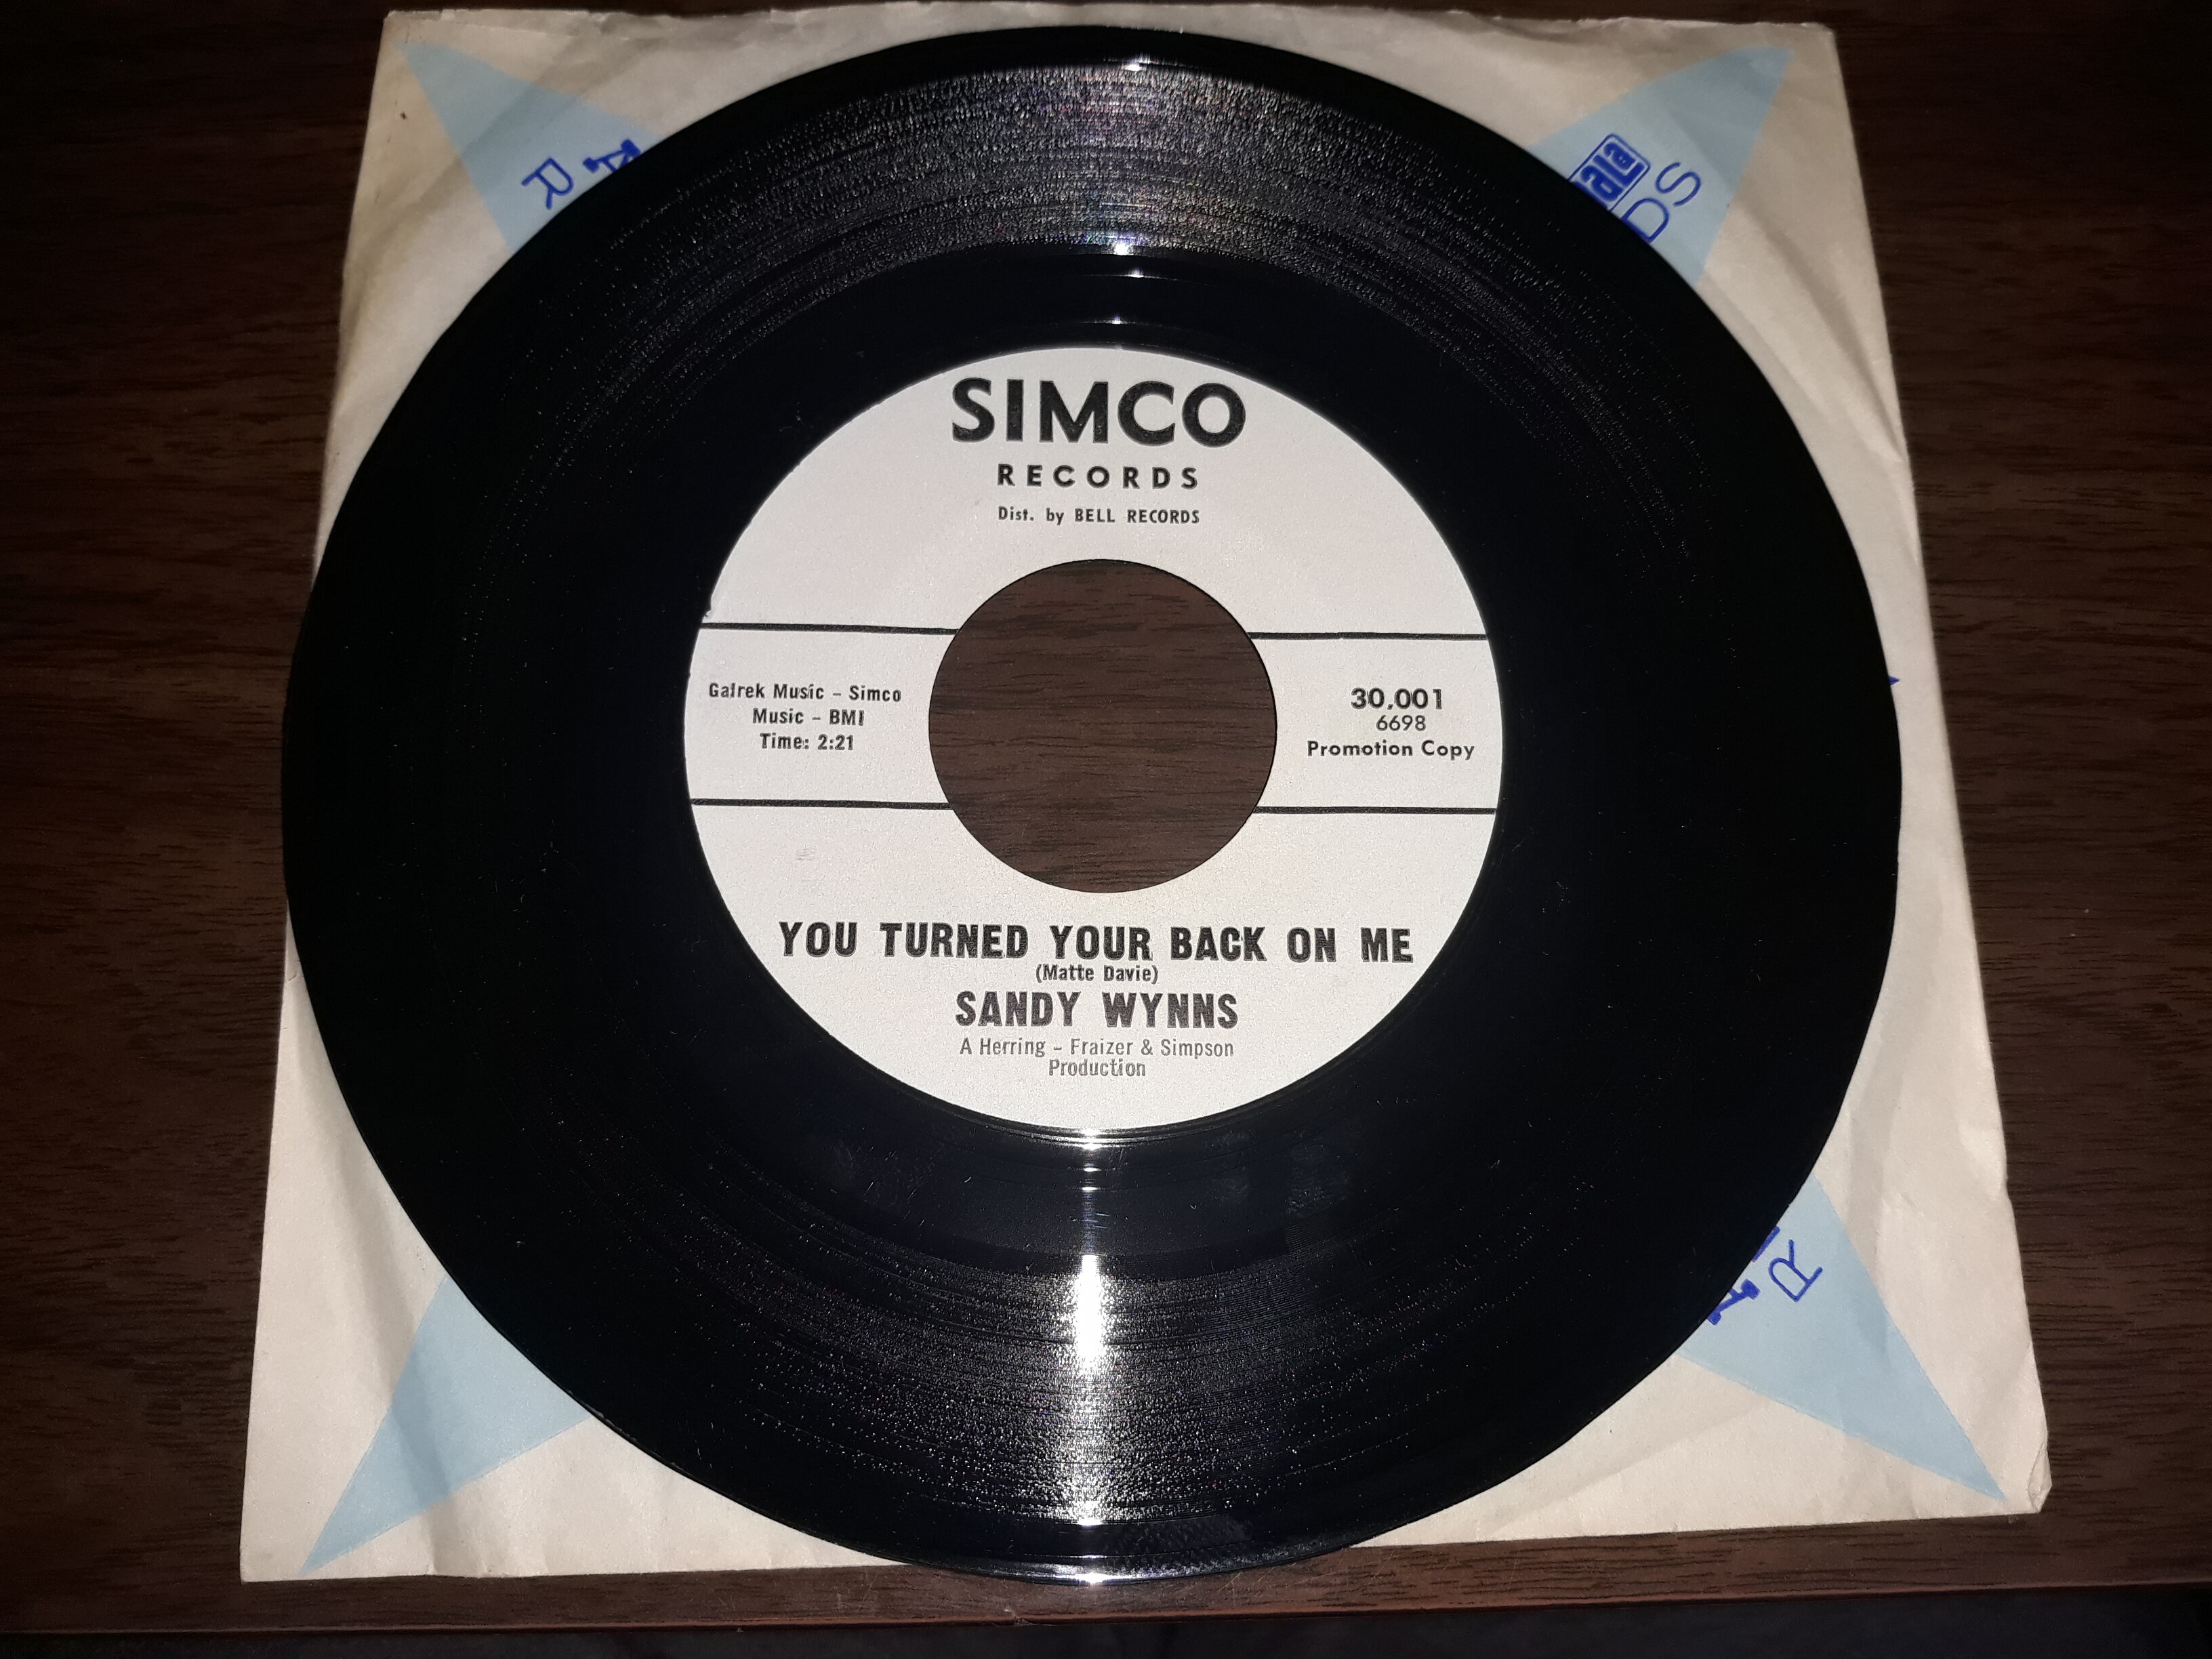 SIMCO
RECORDS
Dist. by BELL RECORDS
Galrek Music - Simco
Music - BMI
Time: 2:21
30,001
6698
Promotion Copy
YOU TURNED YOUR BACK ON ME
(Matte Davie)
SANDY WYNNS
A Herring - Fraizer & Simpson
Production